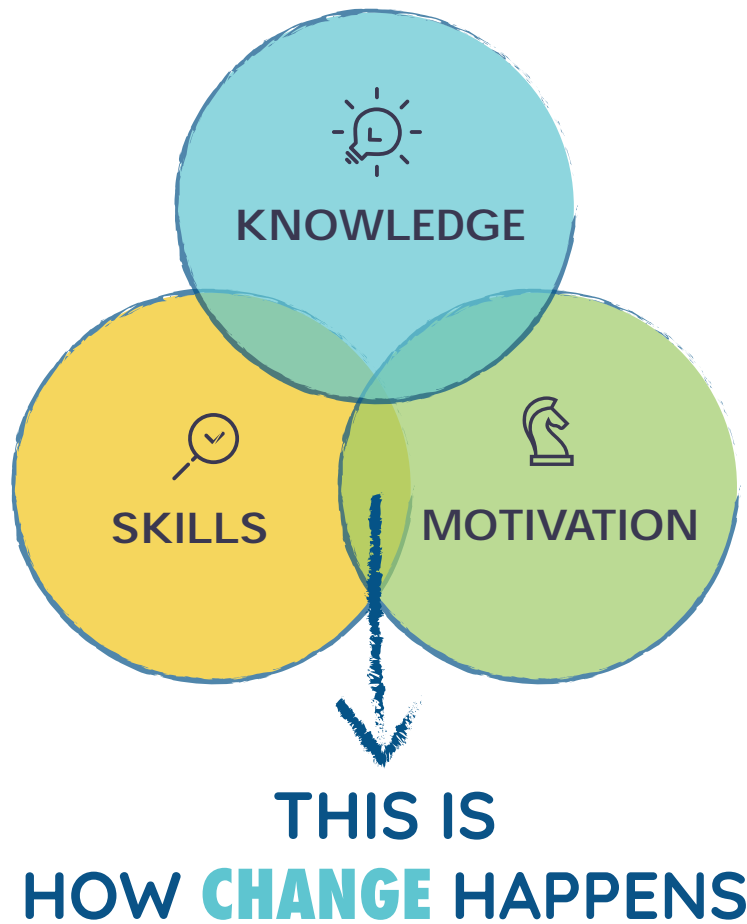 KNOWLEDGE
SKILLS
MOTIVATION
THIS IS
HOW CHANGE HAPPENS